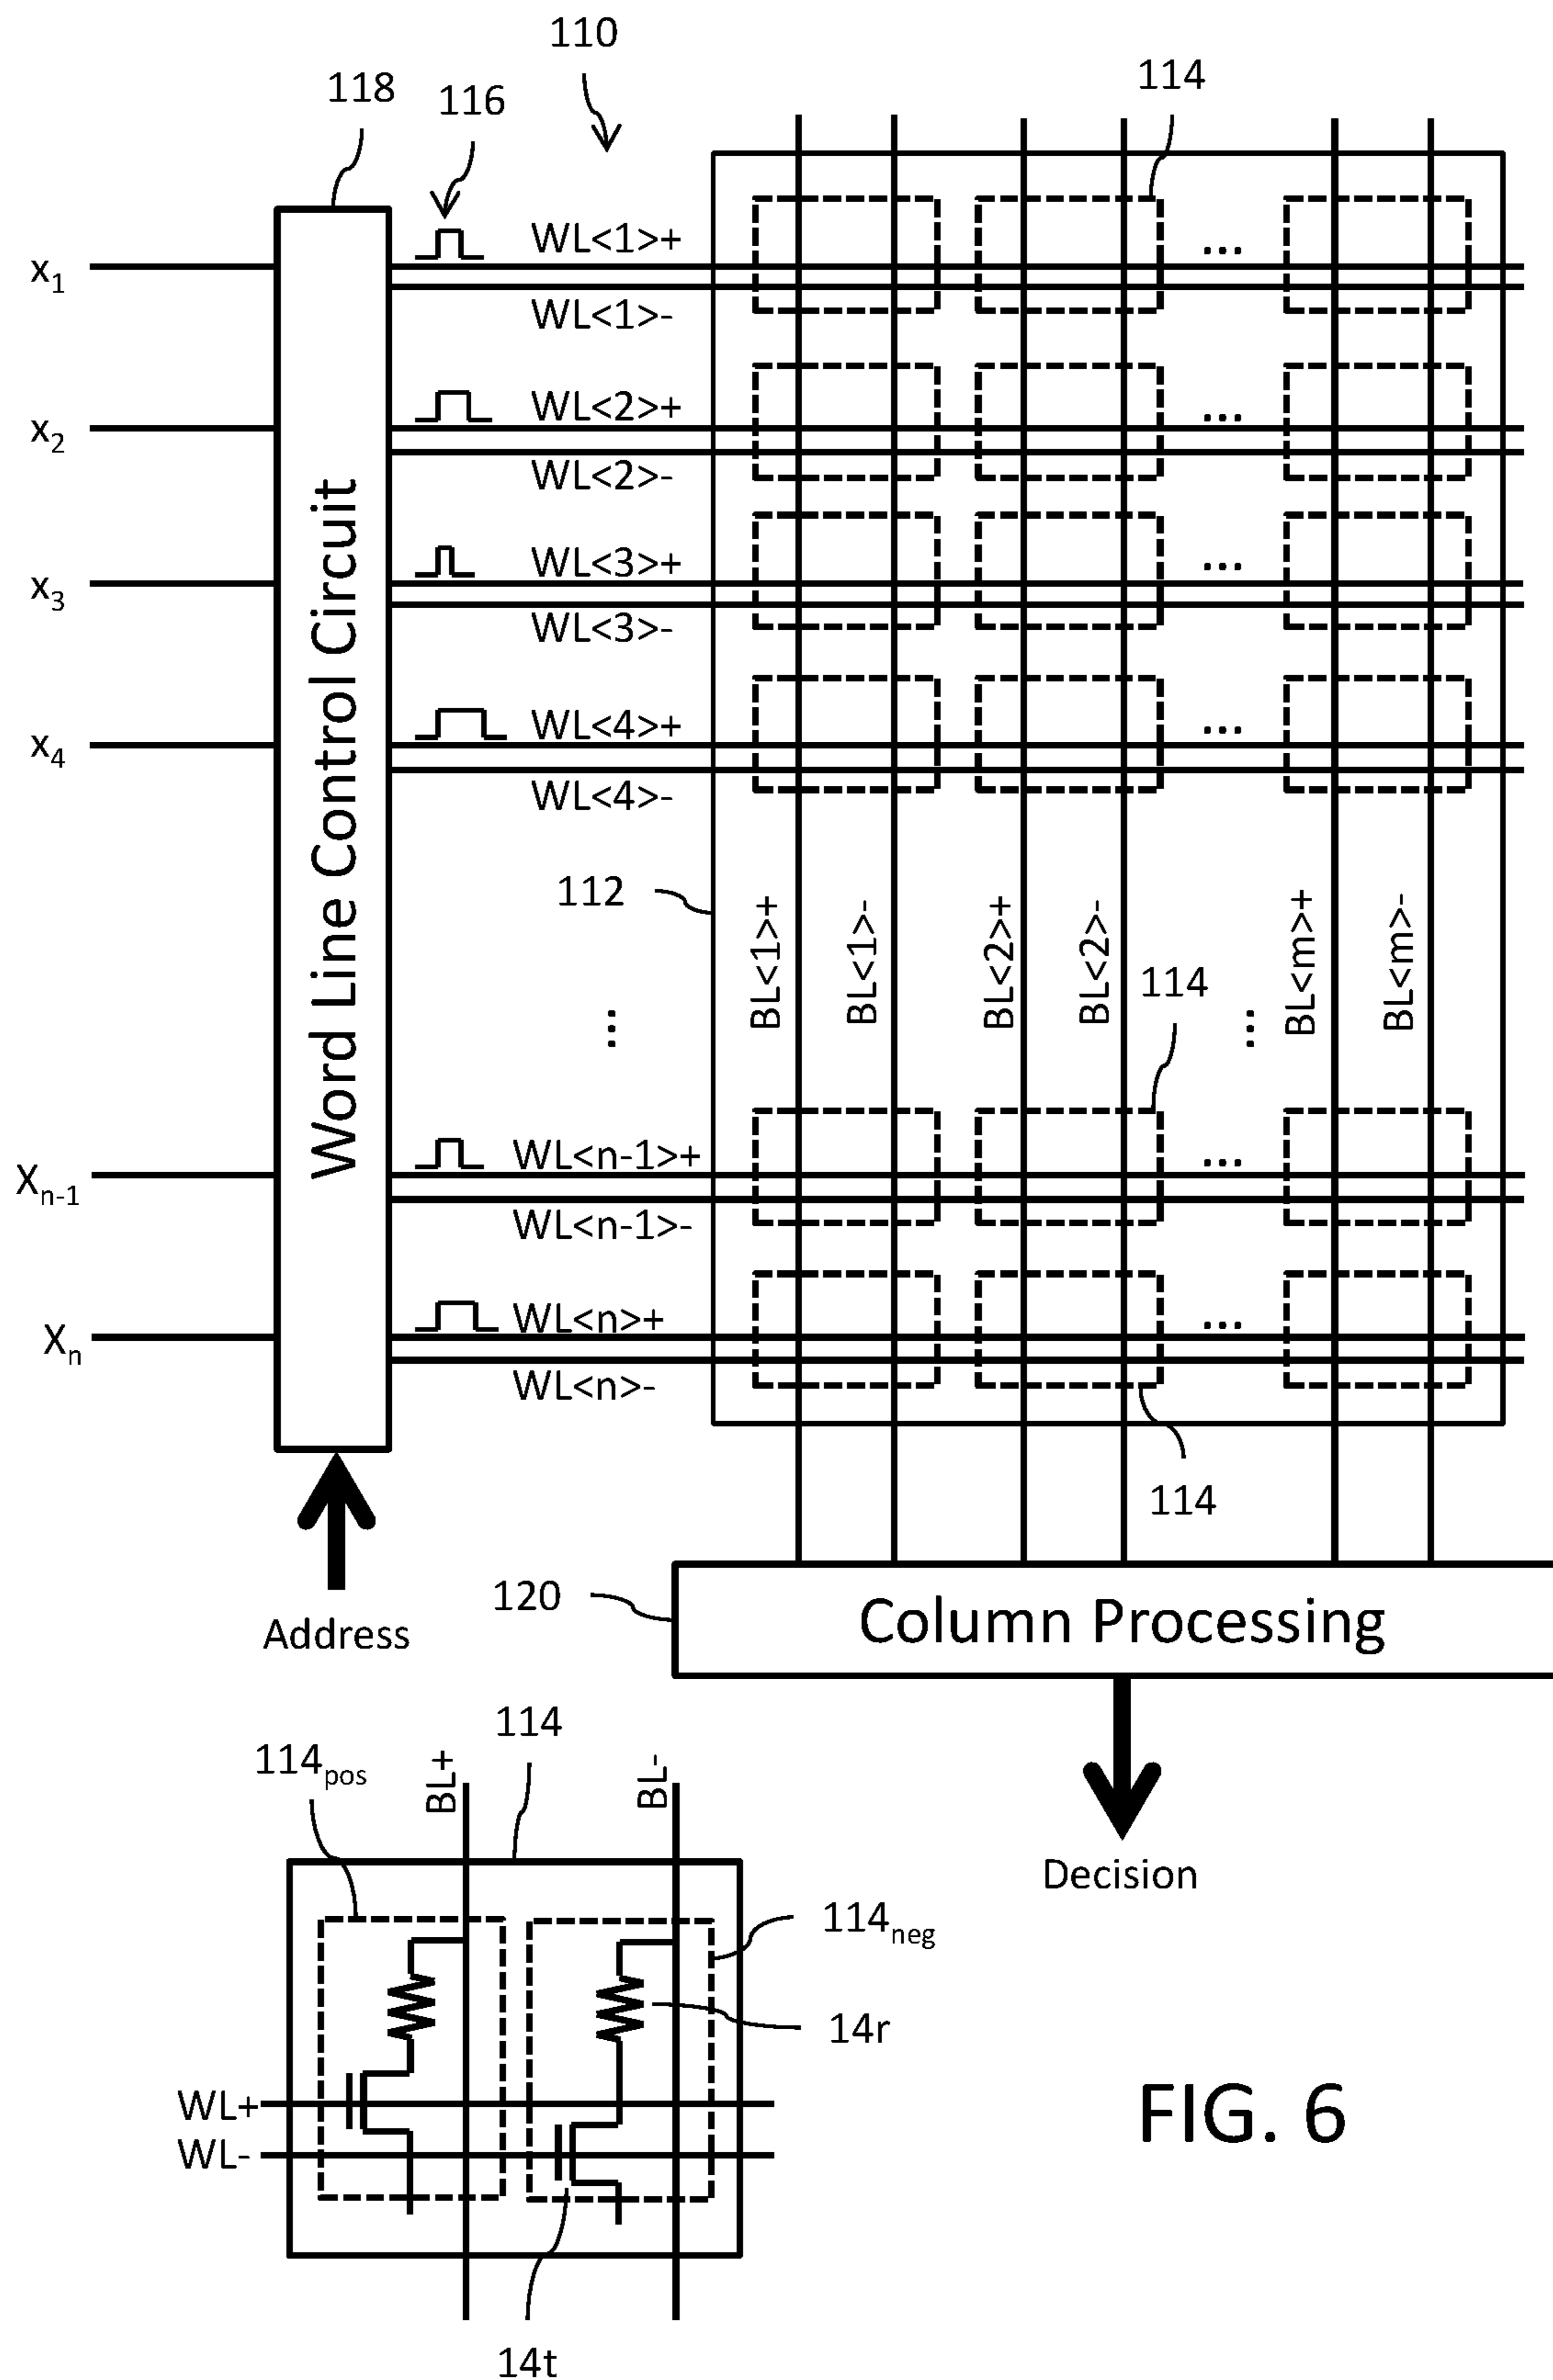 110
118
116
114
x1
WL<1>+
...
WL<1>-
x2
WL<2>+
...
WL<2>-
x3
WL<3>+
...
WL<3>-
x4
WL<4>+
...
WL<4>-
Word Line Control Circuit
112
BL<1>+
BL<1>-
BL<2>+
BL<2>-
BL<m>+
BL<m>-
114
...
...
Xn-1
WL<n-1>+
...
WL<n-1>-
Xn
WL<n>+
...
WL<n>-
114
Address
120
Column Processing
Decision
114
114pos
BL+
BL-
114neg
14r
WL+
WL-
14t
FIG. 6